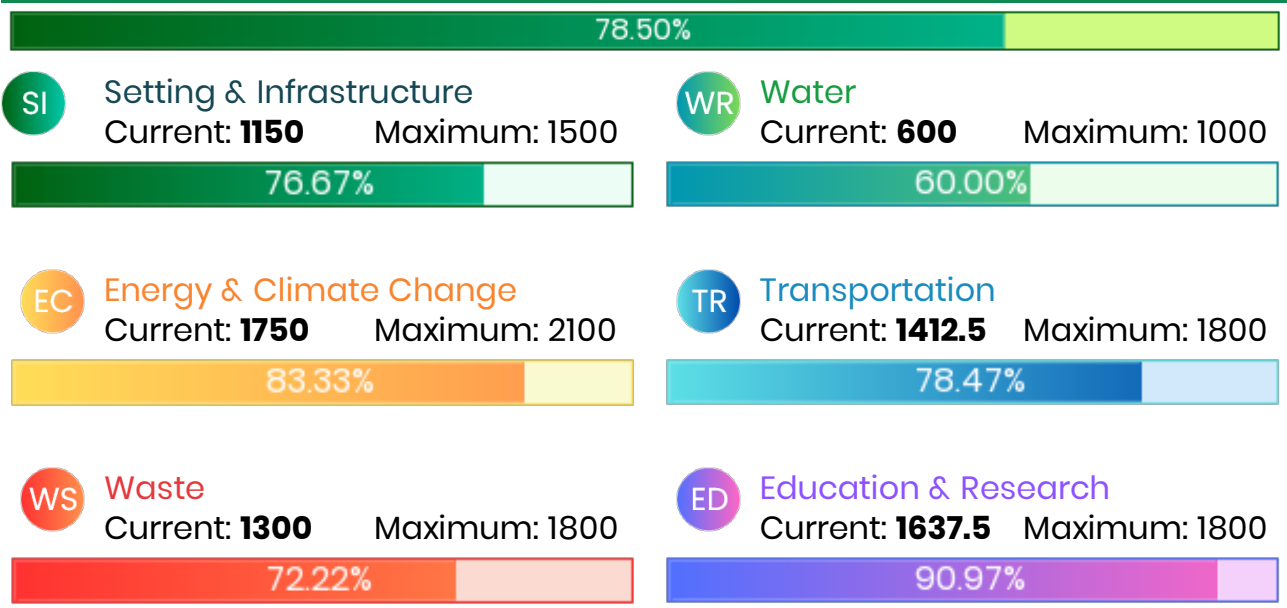 78.50%
SI Setting & Infrastructure
Current: 1150 Maximum: 1500
76.67%
WR Water
Current: 600 Maximum: 1000
60.00%
EC Energy & Climate Change
Current: 1750 Maximum: 2100
83.33%
TR Transportation
Current: 1412.5 Maximum: 1800
78.47%
WS Waste
Current: 1300 Maximum: 1800
72.22%
ED Education & Research
Current: 1637.5 Maximum: 1800
90.97%